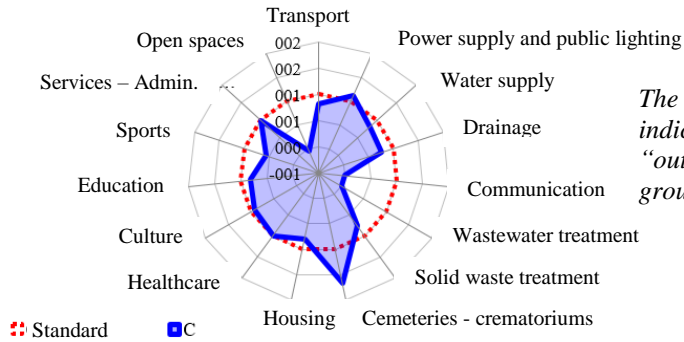 Transport
Open spaces
002
Power supply and public lighting
002
Services – Admin. …
Water supply
001
The
indic
Sports
001
Drainage
"out
000
Education
-001
Communication
grou
Culture
Wastewater treatment
Healthcare
Solid waste treatment
Housing
Cemeteries - crematoriums
Standard
C